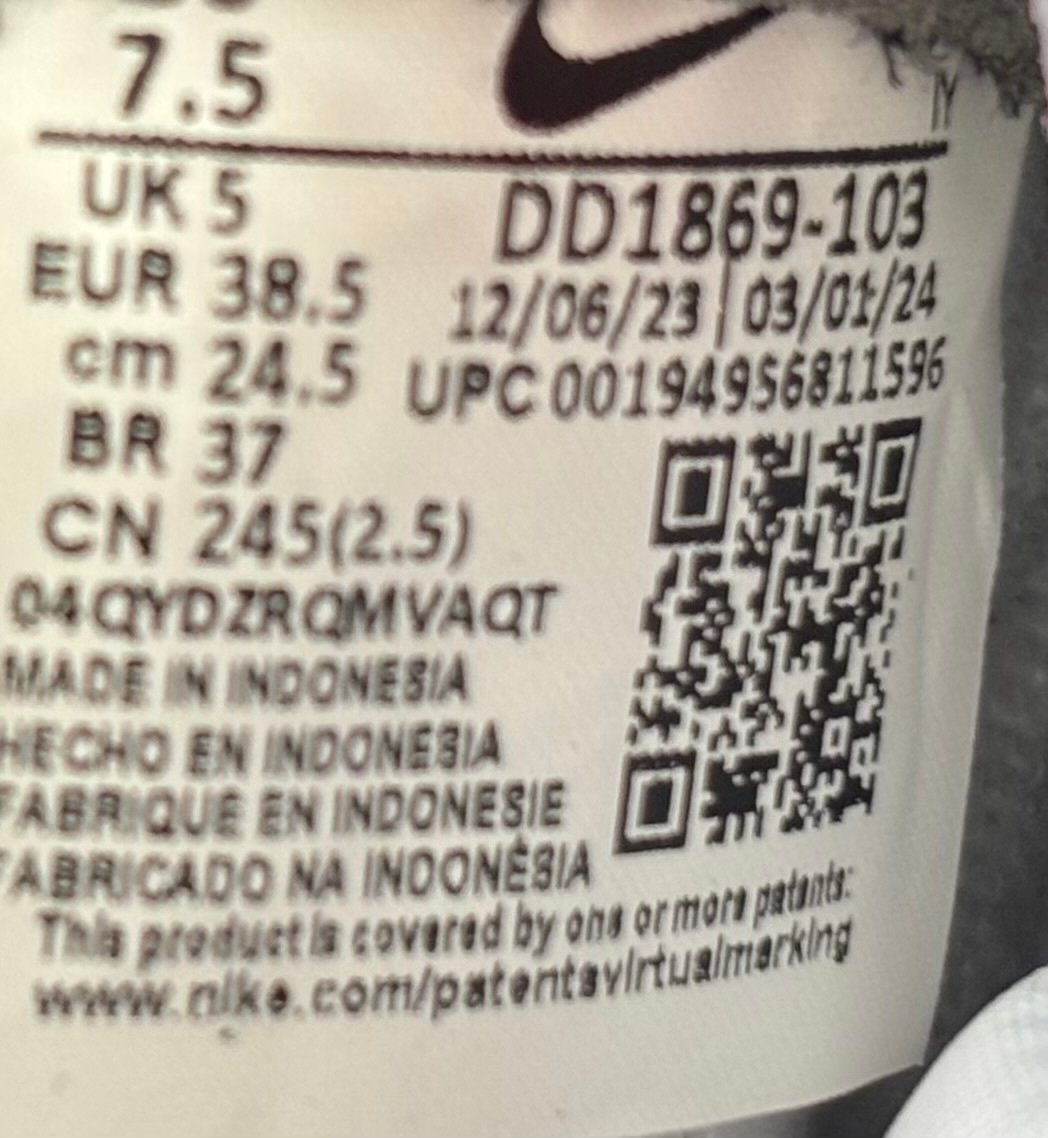 7.5
UK 5
EUR 38.5
cm 24.5
BR 37
CN 245(2.5)
IY
DD1869-103
12/06/23 | 03/01/24
UPC 00194956811596
04QYDZRQMVAQT
MADE IN INDONESIA
HECHO EN INDONESIA
FABRIQUE EN INDONESIE
FABRICADO NA INDONÉSIA
This product is covered by one or more patents:
www.nike.com/patentsvirtualmarking